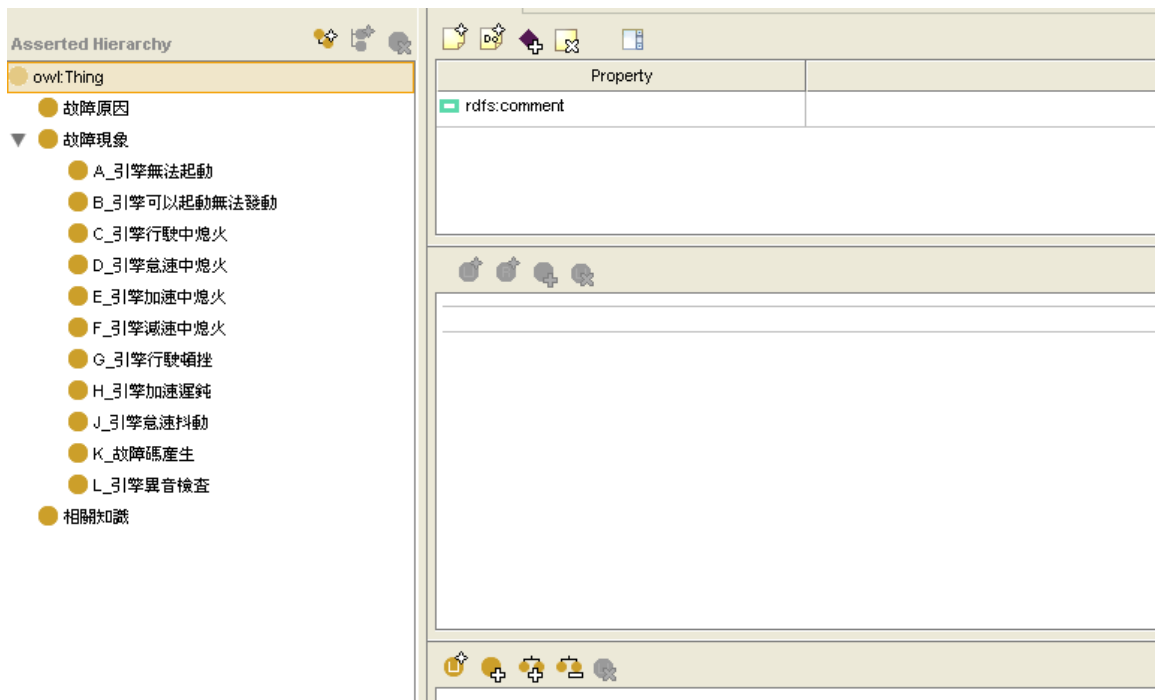 Asserted Hierarchy
owl:Thing
故障原因
故障現象
A_引擎無法起動
B_引擎可以起動無法發動
C_引擎行駛中熄火
D_引擎怠速中熄火
E_引擎加速中熄火
F_引擎減速中熄火
G_引擎行駛頓挫
H_引擎加速遲鈍
J_引擎怠速抖動
K_故障碼產生
L_引擎異音檢查
相關知識
Property
rdfs:comment